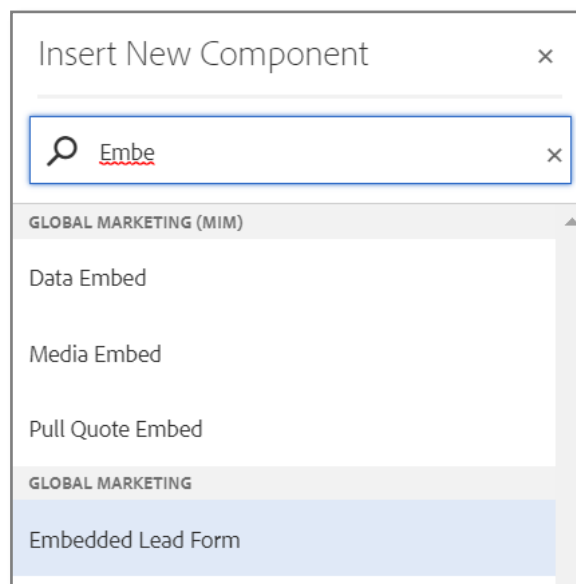 Insert New Component
Embe
GLOBAL MARKETING (MIM)
Data Embed
Media Embed
Pull Quote Embed
GLOBAL MARKETING
Embedded Lead Form